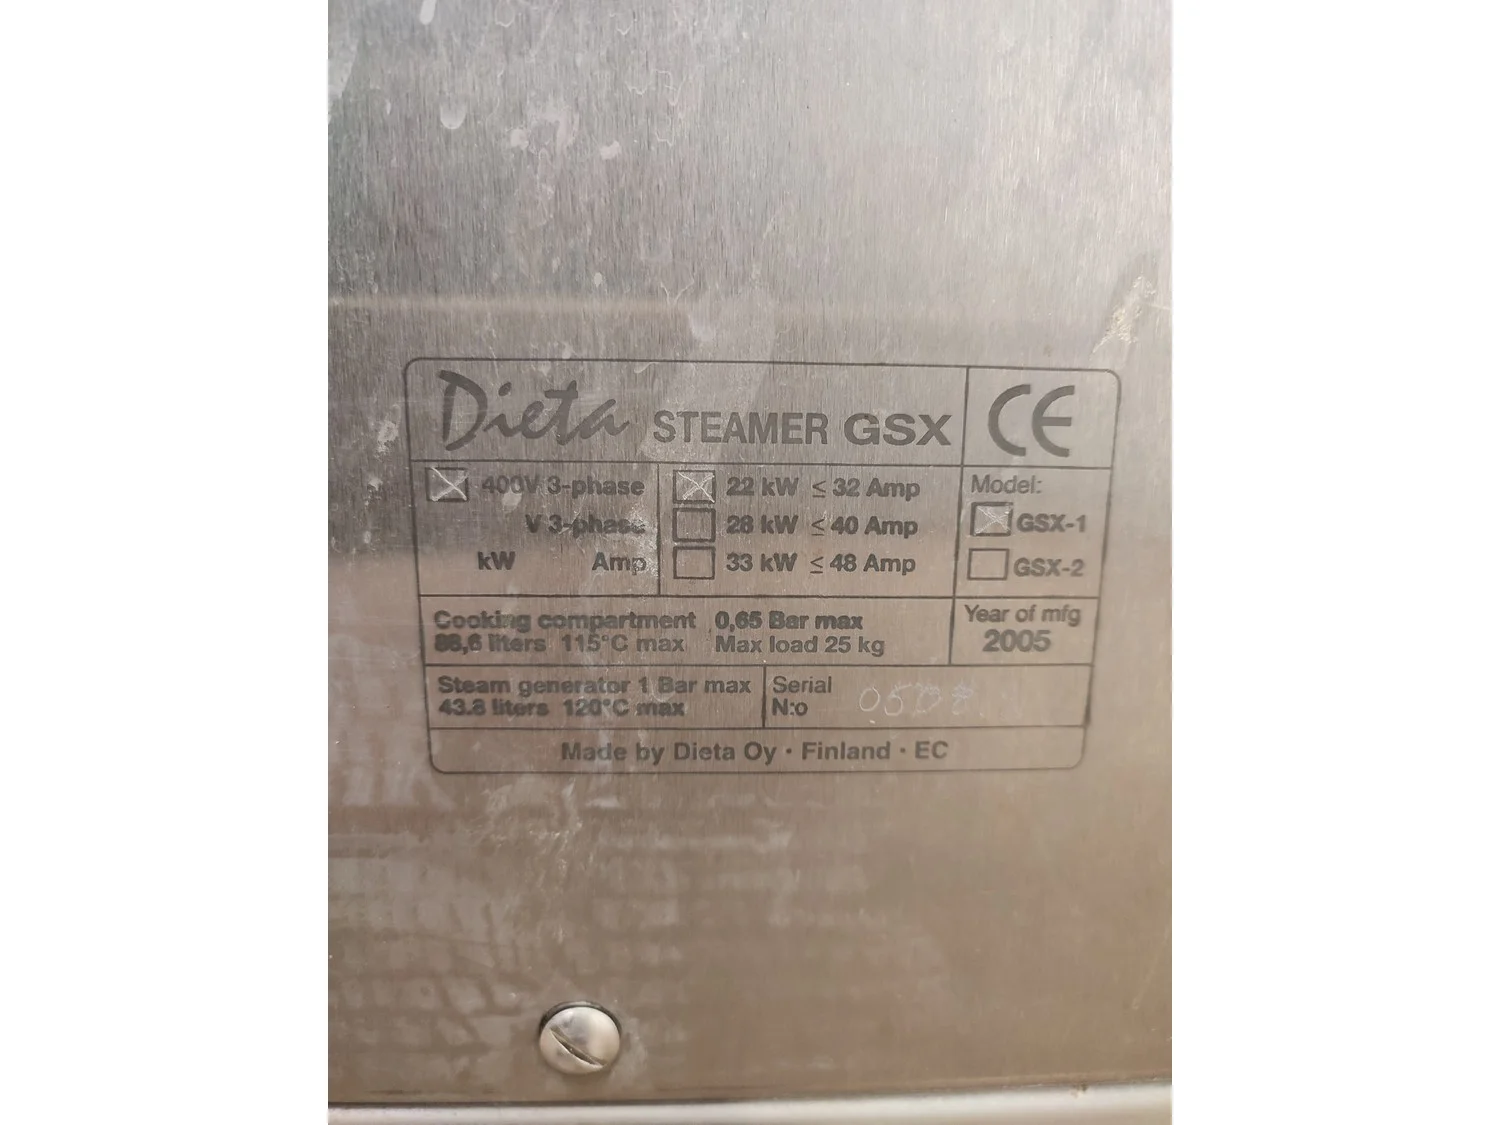 Dieta STEAMER GSX CE
400V 3-phase 22 kW ≤ 32 Amp Model:
V 3-phase 28 kW ≤ 40 Amp GSX-1
kW Amp 33 kW ≤ 48 Amp GSX-2
Cooking compartment 0,65 Bar max Year of mfg
liters 115°C max Max load 25 kg 2005
Steam generator 1 Bar max Serial
43.8 liters 120°C max N:o
Made by Dieta Oy · Finland · EC